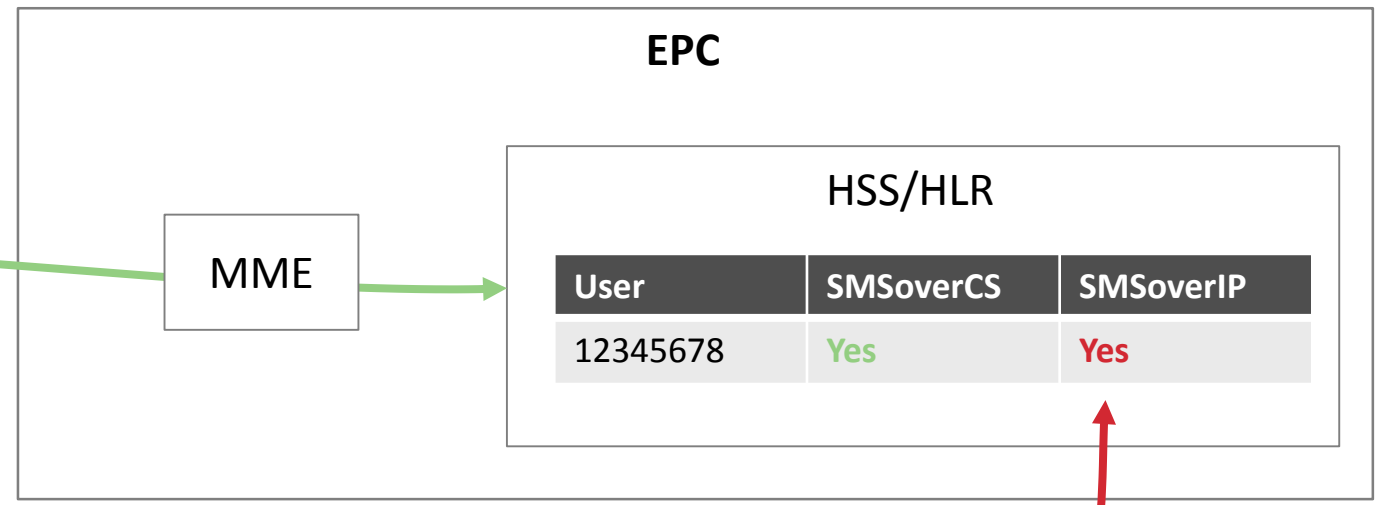 EPC
HSS/HLR
MME
User SMSoverCS SMSoverIP
12345678 Yes Yes